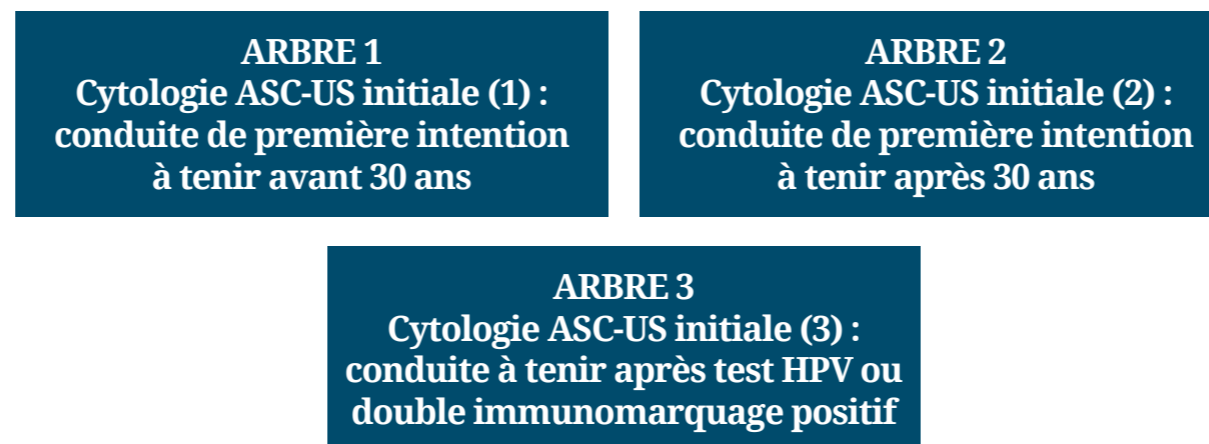 ARBRE 1
Cytologie ASC-US initiale (1) :
conduite de première intention
à tenir avant 30 ans
ARBRE 2
Cytologie ASC-US initiale (2) :
conduite de première intention
à tenir après 30 ans
ARBRE 3
Cytologie ASC-US initiale (3) :
conduite à tenir après test HPV ou
double immunomarquage positif